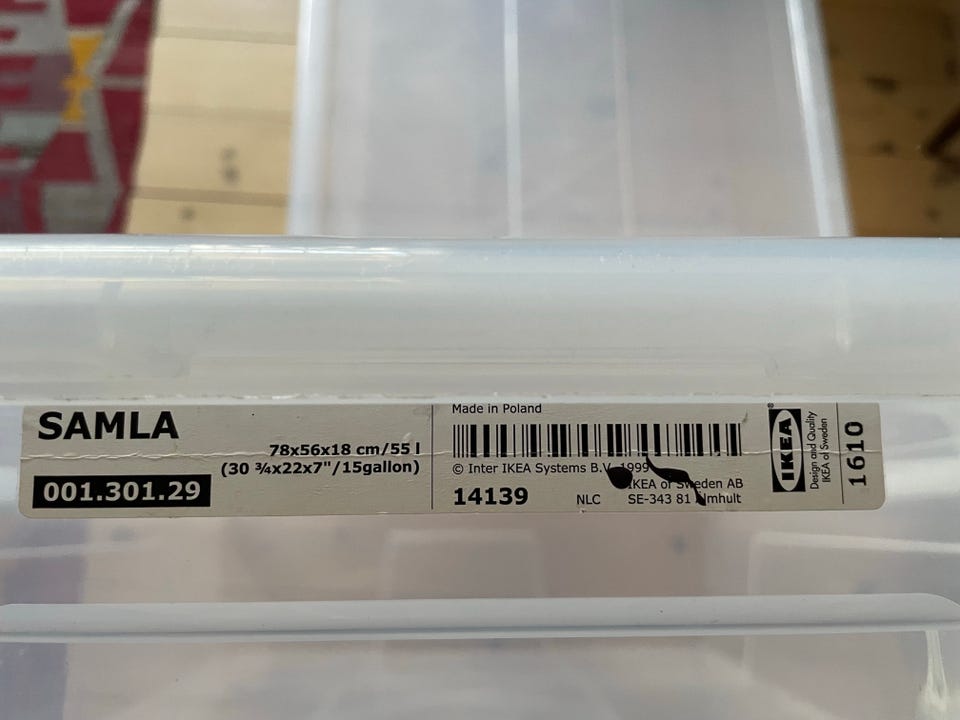 SAMLA
78x56x18 cm/55 l
(30 ¾x22x7"/15gallon)
001.301.29
Made in Poland
© Inter IKEA Systems B.V. 1999
IKEA of Sweden AB
14139 NLC SE-343 81 Älmhult
IKEA
®
Design and Quality
IKEA of Sweden
1610